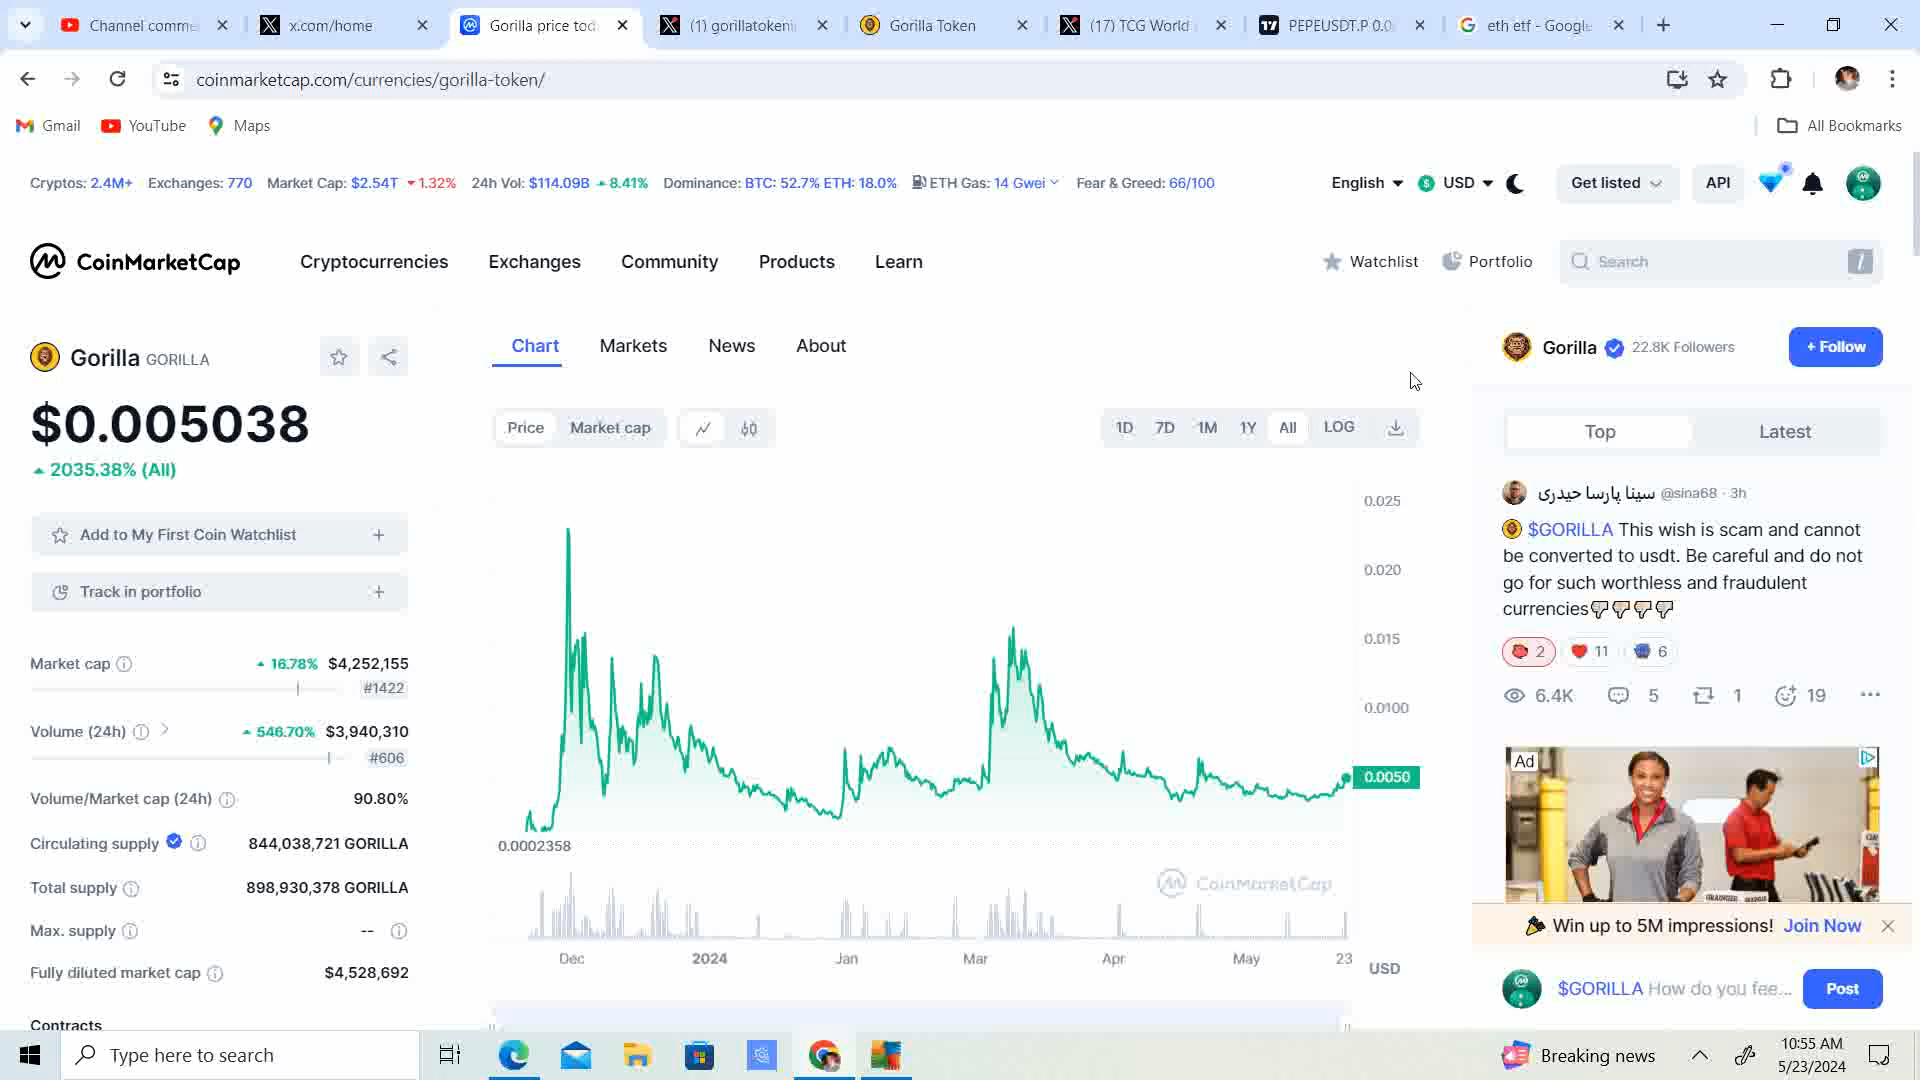 Channel comme
x.com/home
Gorilla price tod
(1) gorillatokeni
Gorilla Token
(17) TCG World
PEPEUSDT.P 0.0
eth etf - Google
coinmarketcap.com/currencies/gorilla-token/
Gmail YouTube Maps All Bookmarks
Cryptos: 2.4M+ Exchanges: 770 Market Cap: $2.54T 1.32% 24h Vol: $114.09B 8.41% Dominance: BTC: 52.7% ETH: 18.0% ETH Gas: 14 Gwei Fear & Greed: 66/100
English USD Get listed API
CoinMarketCap Cryptocurrencies Exchanges Community Products Learn Watchlist Portfolio Search /
Gorilla GORILLA
$0.005038
2035.38% (All)
Add to My First Coin Watchlist +
Track in portfolio +
Market cap 16.78% $4,252,155
#1422
Volume (24h) 546.70% $3,940,310
#606
Volume/Market cap (24h) 90.80%
Circulating supply 844,038,721 GORILLA
Total supply 898,930,378 GORILLA
Max. supply --
Fully diluted market cap $4,528,692
Contracts
Chart Markets News About
Price Market cap
1D 7D 1M 1Y All LOG
0.025
0.020
0.015
0.0100
0.0050
0.0002358
CoinMarketCap
Dec 2024 Jan Mar Apr May 23
USD
Gorilla 22.8K Followers + Follow
Top Latest
سینا پارسا حیدری @sina68 · 3h
$GORILLA This wish is scam and cannot
be converted to usdt. Be careful and do not
go for such worthless and fraudulent
currencies👎👎👎👎
2 11 6
6.4K 5 1 19
Ad
Win up to 5M impressions! Join Now
$GORILLA How do you fee... Post
Type here to search
Breaking news
10:55 AM
5/23/2024